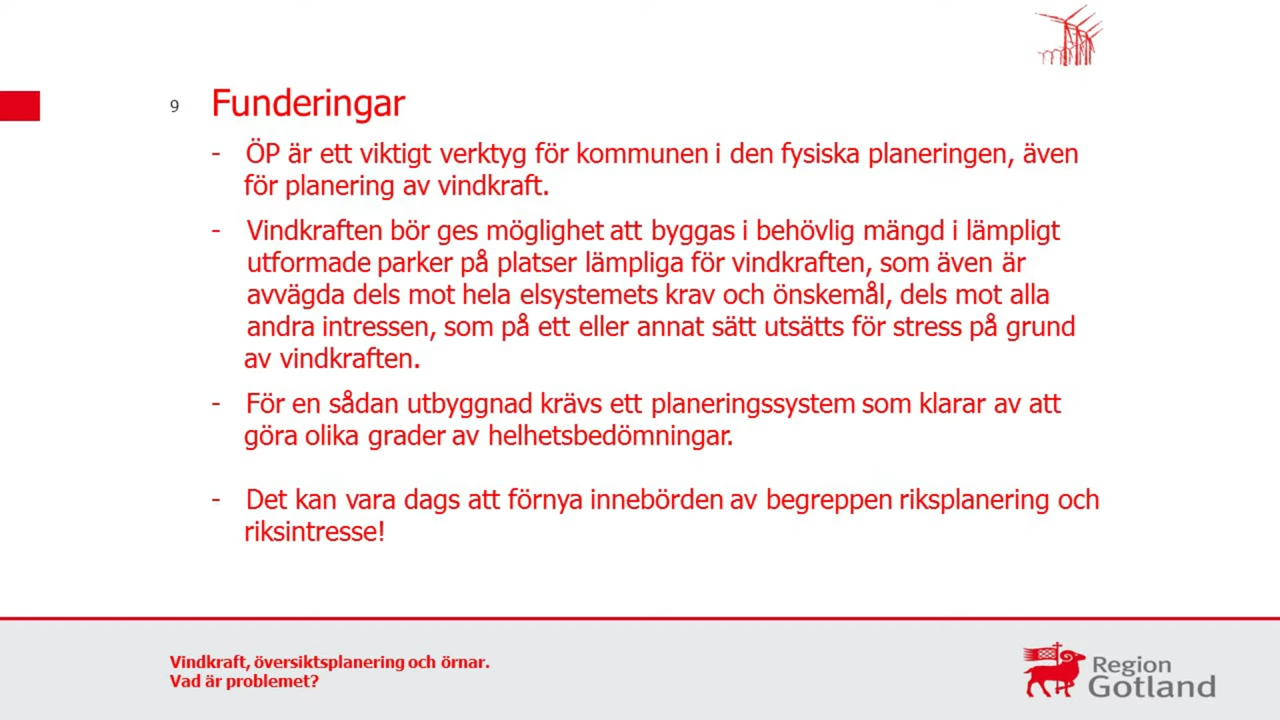 9 Funderingar
- ÖP är ett viktigt verktyg för kommunen i den fysiska planeringen, även
för planering av vindkraft.
- Vindkraften bör ges möjlighet att byggas i behövlig mängd i lämpligt
utformade parker på platser lämpliga för vindkraften, som även är
avvägda dels mot hela elsystemets krav och önskemål, dels mot alla
andra intressen, som på ett eller annat sätt utsätts för stress på grund
av vindkraften.
- För en sådan utbyggnad krävs ett planeringssystem som klarar av att
göra olika grader av helhetsbedömningar.
- Det kan vara dags att förnya innebörden av begreppen riksplanering och
riksintresse!
Vindkraft, översiktsplanering och örnar.
Vad är problemet?
Region
Gotland